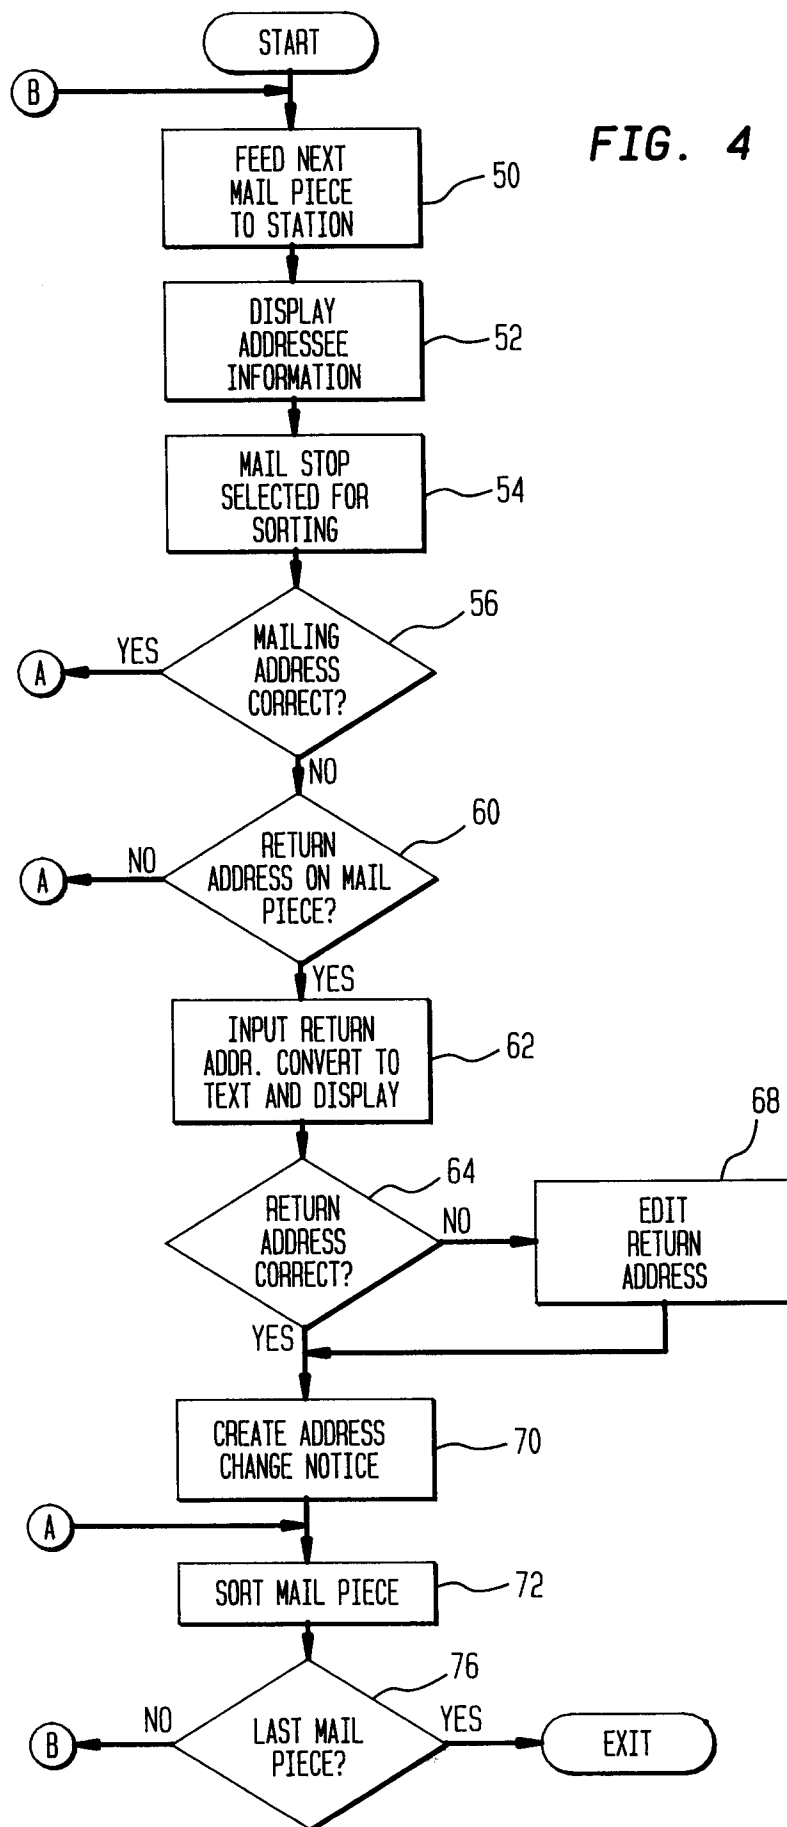 START
B
FIG. 4
FEED NEXT
MAIL PIECE
TO STATION
50
DISPLAY
ADDRESSEE
INFORMATION
52
MAIL STOP
SELECTED FOR
SORTING
54
56
MAILING
ADDRESS
CORRECT?
YES
A
NO
60
RETURN
ADDRESS ON MAIL
PIECE?
NO
A
YES
INPUT RETURN
ADDR. CONVERT TO
TEXT AND DISPLAY
62
64
RETURN
ADDRESS
CORRECT?
NO
68
EDIT
RETURN
ADDRESS
YES
CREATE ADDRESS
CHANGE NOTICE
70
A
SORT MAIL PIECE
72
76
LAST MAIL
PIECE?
NO
B
YES
EXIT